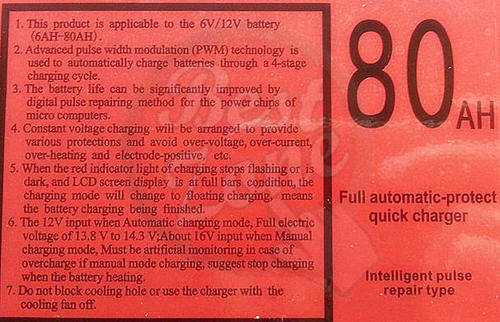 1. This product is applicable to the 6V/12V battery
(6AH-80AH).
2. Advanced pulse width modulation (PWM) technology is
used to automatically charge batteries through a 4-stage
charging cycle.
3. The battery life can be significantly improved by
digital pulse repairing method for the power chips of
micro computers.
4. Constant voltage charging will be arranged to provide
various protections and avoid over-voltage, over-current,
over-heating and electrode-positive, etc.
5. When the red indicator light of charging stops flashing or is
dark, and LCD screen display is at full bars condition, the
charging mode will change to floating charging, means
the battery charging being finished.
6. The 12V input when Automatic charging mode, Full electric
voltage of 13.8 V to 14.3 V;About 16V input when Manual
charging mode, Must be artificial monitoring in case of
overcharge if manual mode charging, suggest stop charging
when the battery heating.
7. Do not block cooling hole or use the charger with the
cooling fan off.
80AH
Full automatic-protect
quick charger
Intelligent pulse
repair type